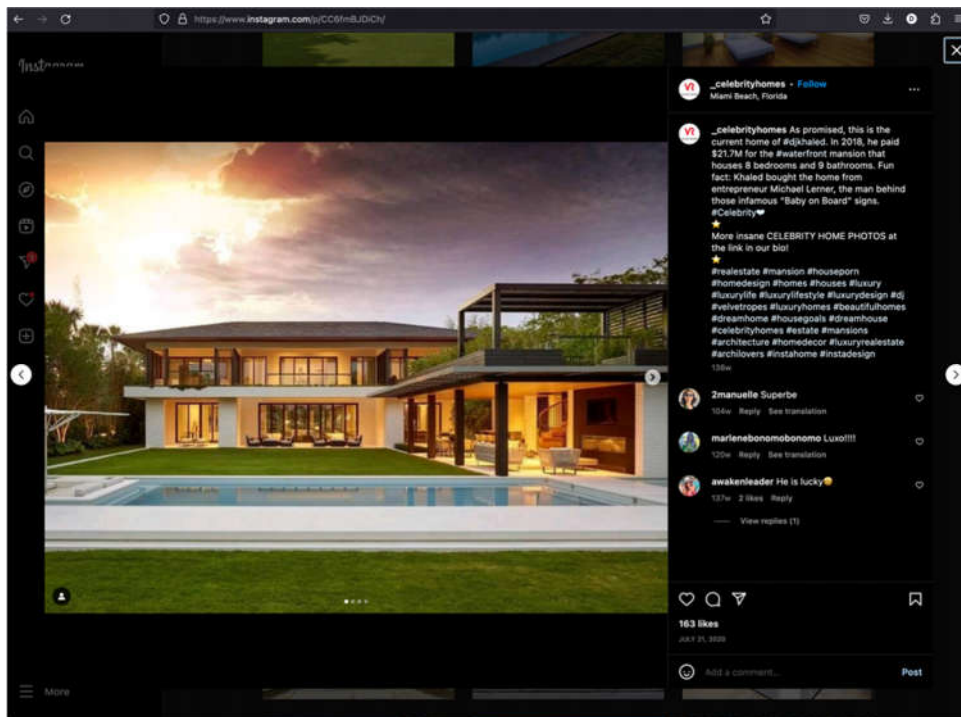 https://www.instagram.com/p/CC6fmBJDiCh/
Instagram
_celebrityhomes • Follow
Miami Beach, Florida
_celebrityhomes As promised, this is the
current home of #djkhaled. In 2018, he paid
$21.7M for the #waterfront mansion that
houses 8 bedrooms and 9 bathrooms. Fun
fact: Khaled bought the home from
entrepreneur Michael Lerner, the man behind
those infamous "Baby on Board" signs.
#Celebrity❤
⭐
More insane CELEBRITY HOME PHOTOS at
the link in our bio!
⭐
#realestate #mansion #houseporn
#homedesign #homes #houses #luxury
#luxurylife #luxurylifestyle #luxurydesign #dj
#velvetropes #luxuryhomes #beautifulhomes
#dreamhome #housegoals #dreamhouse
#celebrityhomes #estate #mansions
#architecture #homedecor #luxuryrealestate
#archilovers #instahome #instadesign
136w
2manuelle Superbe
104w Reply See translation
marlenebonomobonomo Luxo!!!!
120w Reply See translation
awakenleader He is lucky
137w 2 likes Reply
View replies (1)
163 likes
JULY 21, 2020
Add a comment...
Post
More